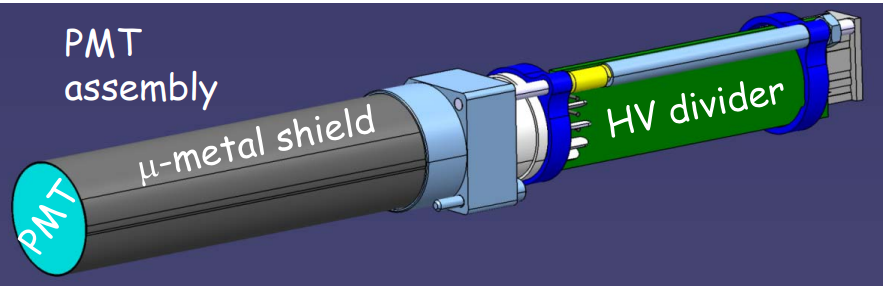 PMT
assembly
μ-metal shield
HV divider
PMT